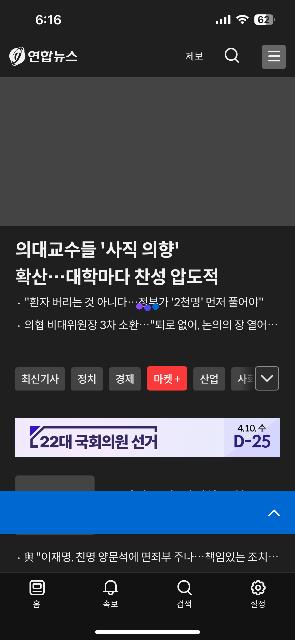 6:16
62
연합뉴스
제보
의대교수들 '사직 의향'
확산…대학마다 찬성 압도적
· "환자 버리는 것 아니다…정부가 '2천명' 먼저 풀어야"
· 의협 비대위원장 3차 소환…"퇴로 없이, 논의의 장 열어…
최신기사 정치 경제 마켓+ 산업
22대 국회의원 선거
4.10. 수
D-25
· 與 "이재명, 친명 양문석에 면죄부 주나…책임있는 조치…
홈 속보 검색 설정